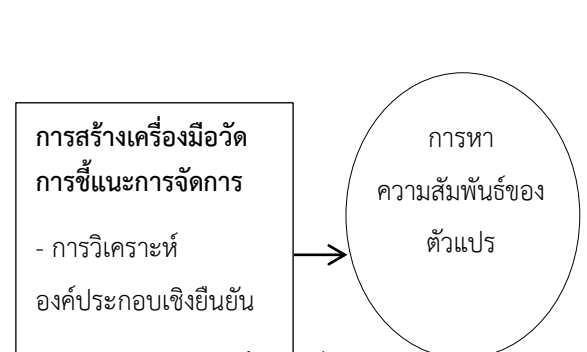 การสร้างเครื่องมือวัด
การชี้แนะการจัดการ
- การวิเคราะห์
องค์ประกอบเชิงยืนยัน
การหา
ความสัมพันธ์ของ
ตัวแปร